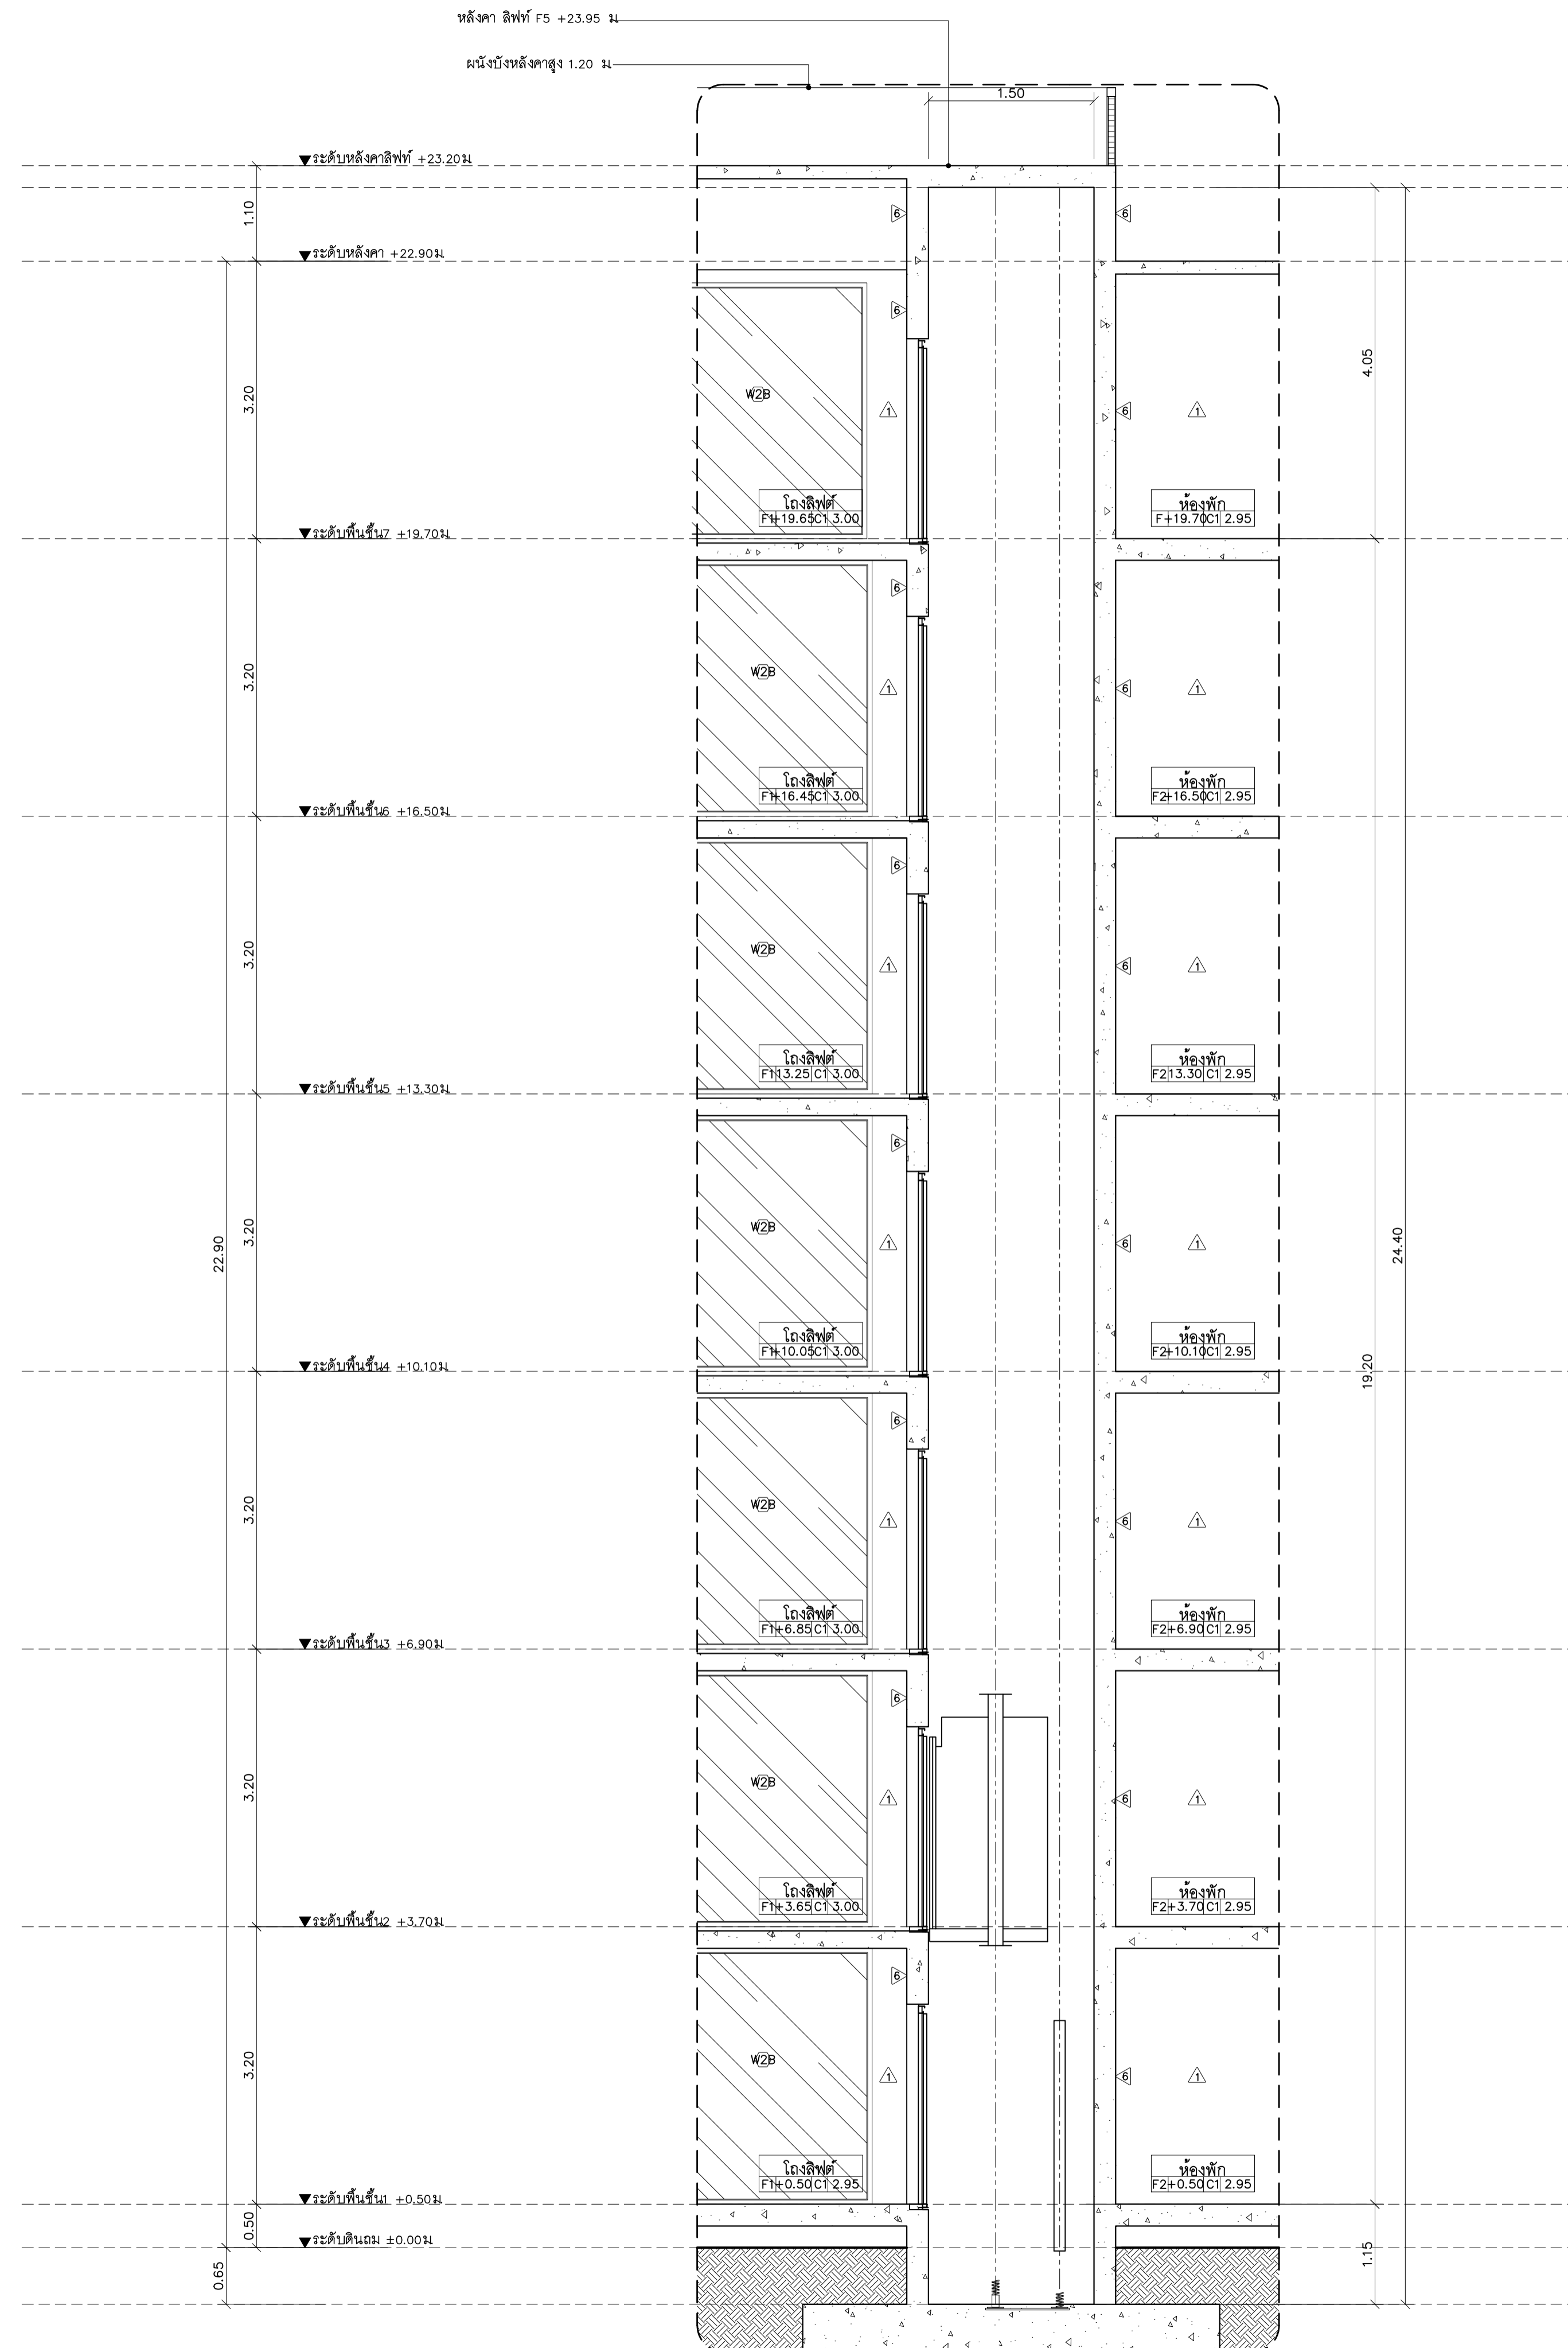 หลังคา ลิฟท์ F5 +23.95 ม
ผนังบังหลังคาสูง 1.20 ม
1.50
ระดับหลังคาลิฟท์ +23.20ม
1.10
6
6
ระดับหลังคา +22.90ม
6
W2B
1
6
1
3.20
4.05
โถงลิฟต์
F1 +19.65 C1 3.00
ห้องพัก
F +19.70 C1 2.95
ระดับพื้นชั้น7 +19.70ม
6
W2B
1
6
1
3.20
โถงลิฟต์
F1 +16.45 C1 3.00
ห้องพัก
F2 +16.50 C1 2.95
ระดับพื้นชั้น6 +16.50ม
6
W2B
1
6
1
3.20
โถงลิฟต์
F1 13.25 C1 3.00
ห้องพัก
F2 13.30 C1 2.95
ระดับพื้นชั้น5 +13.30ม
6
W2B
1
6
1
3.20
22.90
24.40
โถงลิฟต์
F1 +10.05 C1 3.00
ห้องพัก
F2 +10.10 C1 2.95
ระดับพื้นชั้น4 +10.10ม
19.20
6
W2B
1
6
1
3.20
โถงลิฟต์
F1 +6.85 C1 3.00
ห้องพัก
F2 +6.90 C1 2.95
ระดับพื้นชั้น3 +6.90ม
6
W2B
1
6
1
3.20
โถงลิฟต์
F1 +3.65 C1 3.00
ห้องพัก
F2 +3.70 C1 2.95
ระดับพื้นชั้น2 +3.70ม
6
W2B
1
6
1
3.20
โถงลิฟต์
F1 +0.50 C1 2.95
ห้องพัก
F2 +0.50 C1 2.95
ระดับพื้นชั้น1 +0.50ม
0.50
ระดับดินถม ±0.00ม
0.65
1.15